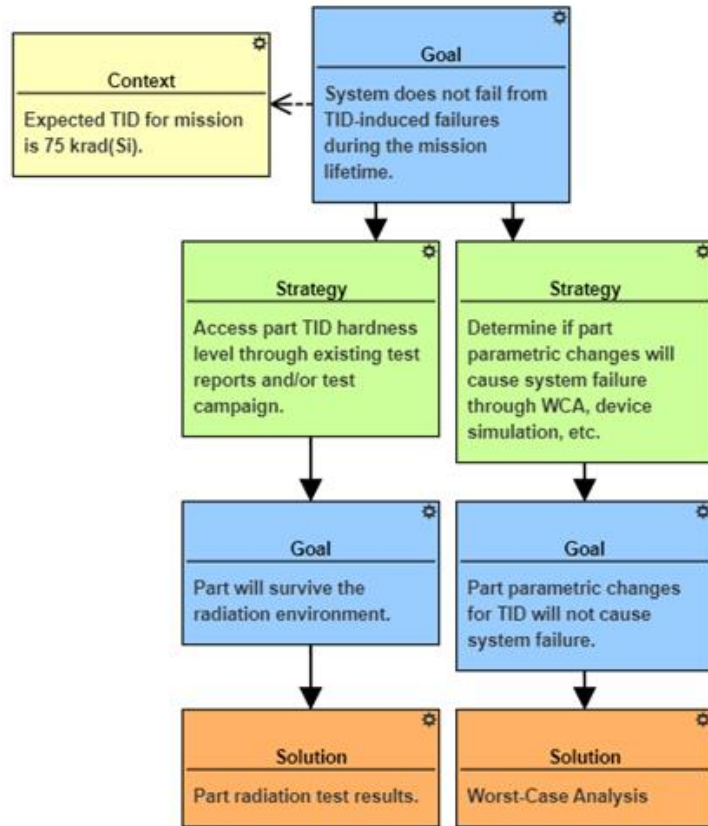 Context
Expected TID for mission
is 75 krad(Si).
Goal
System does not fail from
TID-induced failures
during the mission
lifetime.
Strategy
Access part TID hardness
level through existing test
reports and/or test
campaign.
Strategy
Determine if part
parametric changes will
cause system failure
through WCA, device
simulation, etc.
Goal
Part will survive the
radiation environment.
Goal
Part parametric changes
for TID will not cause
system failure.
Solution
Part radiation test results.
Solution
Worst-Case Analysis